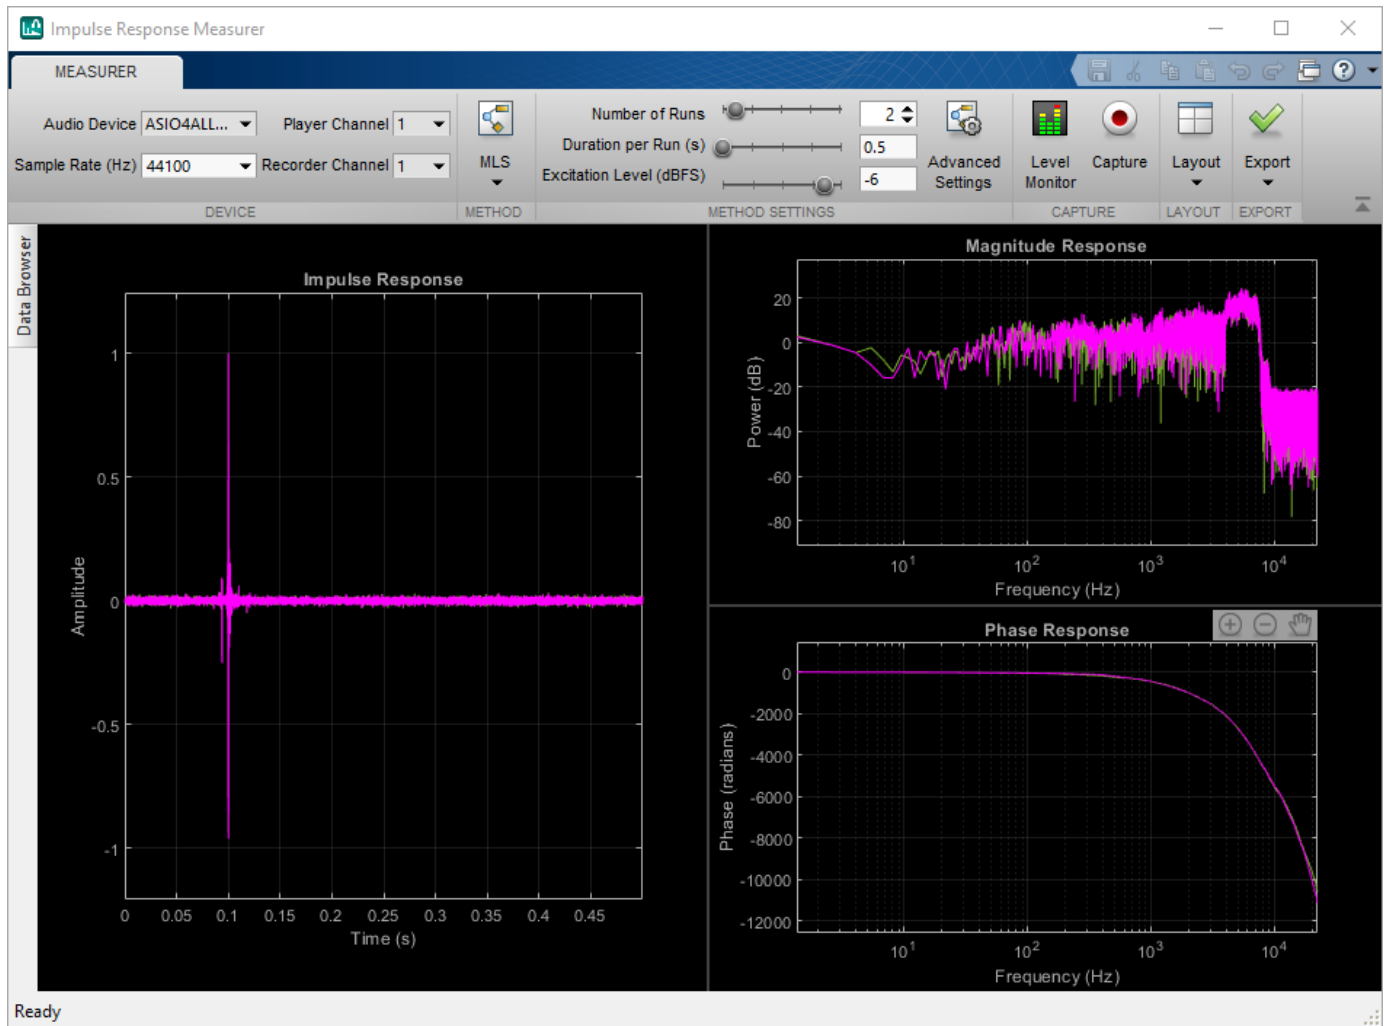 Impulse Response Measurer
MEASURER
Audio Device ASIO4ALL... Player Channel 1
Sample Rate (Hz) 44100 Recorder Channel 1
DEVICE
MLS
METHOD
Number of Runs 2
Duration per Run (s) 0.5
Excitation Level (dBFS) -6
Advanced
Settings
METHOD SETTINGS
Level
Monitor
Capture
CAPTURE
Layout
LAYOUT
Export
EXPORT
Data Browser
Impulse Response
1
0.5
0
-0.5
-1
Amplitude
0 0.05 0.1 0.15 0.2 0.25 0.3 0.35 0.4 0.45
Time (s)
Magnitude Response
20
0
-20
-40
-60
-80
Power (dB)
10¹ 10² 10³ 10⁴
Frequency (Hz)
Phase Response
0
-2000
-4000
-6000
-8000
-10000
-12000
Phase (radians)
10¹ 10² 10³ 10⁴
Frequency (Hz)
Ready